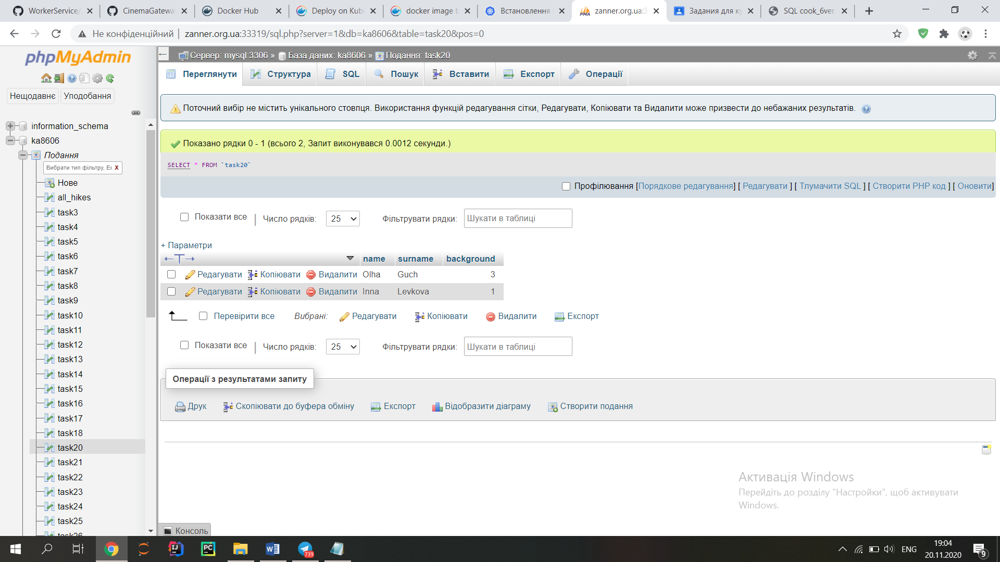 WorkerService/
CinemaGatewa
Docker Hub
Deploy on Kub
docker image b
Встановлення
zanner.org.ua:3
Задания для ку
SQL cook_6ver
Не конфіденційний
zanner.org.ua:33319/sql.php?server=1&db=ka8606&table=task20&pos=0
phpMyAdmin
Нещодавнє
Уподобання
information_schema
ka8606
Подання
Вибрати тип фільтру, En
X
Нове
all_hikes
task3
task4
task5
task6
task7
task8
task9
task10
task11
task12
task13
task14
task15
task16
task17
task18
task20
task21
task22
task23
task24
task25
task26
Сервер: mysql:3306 » База даних: ka8606 » Подання: task20
Переглянути
Структура
SQL
Пошук
Вставити
Експорт
Операції
Поточний вибір не містить унікального стовпця. Використання функцій редагування сітки, Редагувати, Копіювати та Видалити може призвести до небажаних результатів.
Показано рядки 0 - 1 (всього 2, Запит виконувався 0.0012 секунди.)
SELECT * FROM `task20`
Профілювання [Порядкове редагування] [ Редагувати ] [ Тлумачити SQL ] [ Створити PHP код ] [ Оновити]
Показати все
Число рядків:
25
Фільтрувати рядки:
Шукати в таблиці
+ Параметри
←T→
name
surname
background
Редагувати Копіювати Видалити Olha Guch 3
Редагувати Копіювати Видалити Inna Levkova 1
Перевірити все
Вибрані:
Редагувати
Копіювати
Видалити
Експорт
Показати все
Число рядків:
25
Фільтрувати рядки:
Шукати в таблиці
Операції з результатами запиту
Друк
Скопіювати до буфера обміну
Експорт
Відобразити діаграму
Створити подання
Активація Windows
Перейдіть до розділу "Настройки", щоб активувати
Windows.
Консоль
739
ENG
19:04
20.11.2020
9